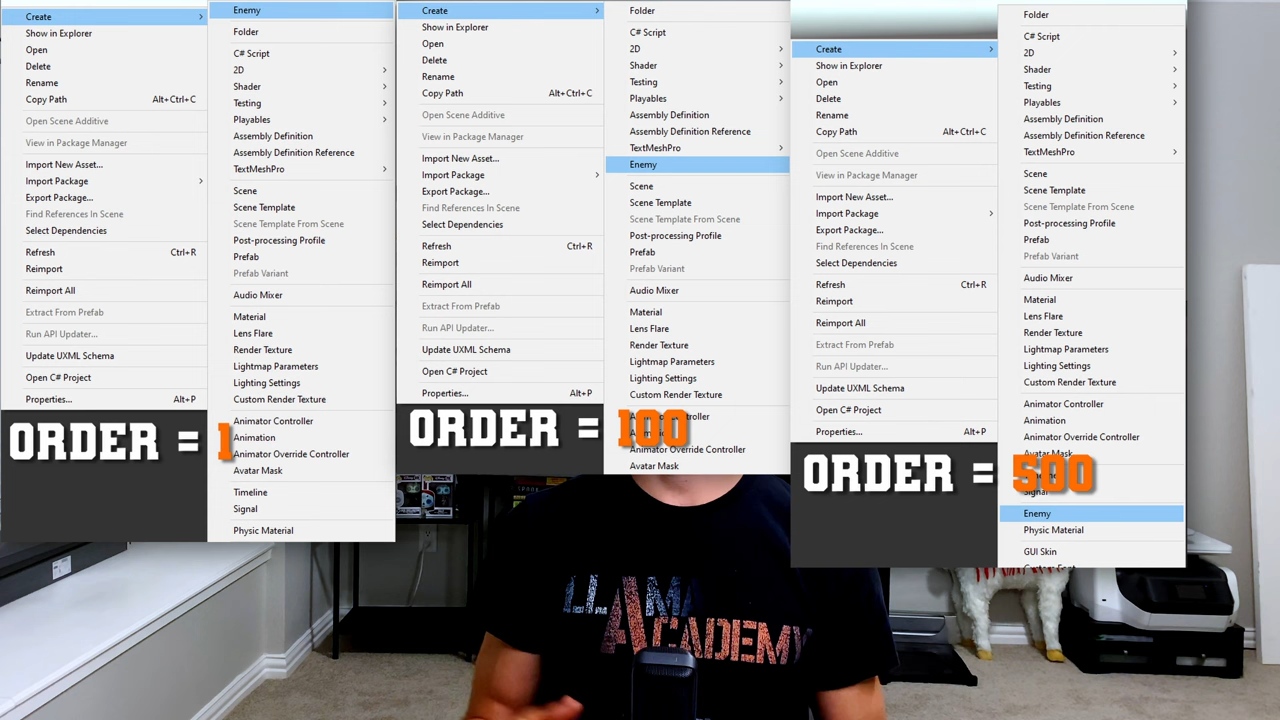 Create
Show in Explorer
Open
Delete
Rename
Copy Path Alt+Ctrl+C
Open Scene Additive
View in Package Manager
Import New Asset...
Import Package
Export Package...
Find References In Scene
Select Dependencies
Refresh Ctrl+R
Reimport
Reimport All
Extract From Prefab
Run API Updater...
Update UXML Schema
Open C# Project
Properties... Alt+P
ORDER = 1
Enemy
Folder
C# Script
2D
Shader
Testing
Playables
Assembly Definition
Assembly Definition Reference
TextMeshPro
Scene
Scene Template
Scene Template From Scene
Post-processing Profile
Prefab
Prefab Variant
Audio Mixer
Material
Lens Flare
Render Texture
Lightmap Parameters
Lighting Settings
Custom Render Texture
Animator Controller
Animation
Animator Override Controller
Avatar Mask
Timeline
Signal
Physic Material
Create
Show in Explorer
Open
Delete
Rename
Copy Path Alt+Ctrl+C
Open Scene Additive
View in Package Manager
Import New Asset...
Import Package
Export Package...
Find References In Scene
Select Dependencies
Refresh Ctrl+R
Reimport
Reimport All
Extract From Prefab
Run API Updater...
Update UXML Schema
Open C# Project
Properties... Alt+P
ORDER = 100
Folder
C# Script
2D
Shader
Testing
Playables
Assembly Definition
Assembly Definition Reference
TextMeshPro
Enemy
Scene
Scene Template
Scene Template From Scene
Post-processing Profile
Prefab
Prefab Variant
Audio Mixer
Material
Lens Flare
Render Texture
Lightmap Parameters
Lighting Settings
Custom Render Texture
Animator Override Controller
Avatar Mask
Create
Show in Explorer
Open
Delete
Rename
Copy Path Alt+Ctrl+C
Open Scene Additive
View in Package Manager
Import New Asset...
Import Package
Export Package...
Find References In Scene
Select Dependencies
Refresh Ctrl+R
Reimport
Reimport All
Extract From Prefab
Run API Updater...
Update UXML Schema
Open C# Project
Properties... Alt+P
ORDER = 500
Folder
C# Script
2D
Shader
Testing
Playables
Assembly Definition
Assembly Definition Reference
TextMeshPro
Scene
Scene Template
Scene Template From Scene
Post-processing Profile
Prefab
Prefab Variant
Audio Mixer
Material
Lens Flare
Render Texture
Lightmap Parameters
Lighting Settings
Custom Render Texture
Animator Controller
Animation
Animator Override Controller
Avatar Mask
Signal
Enemy
Physic Material
GUI Skin
LLAMA
ACADEMY